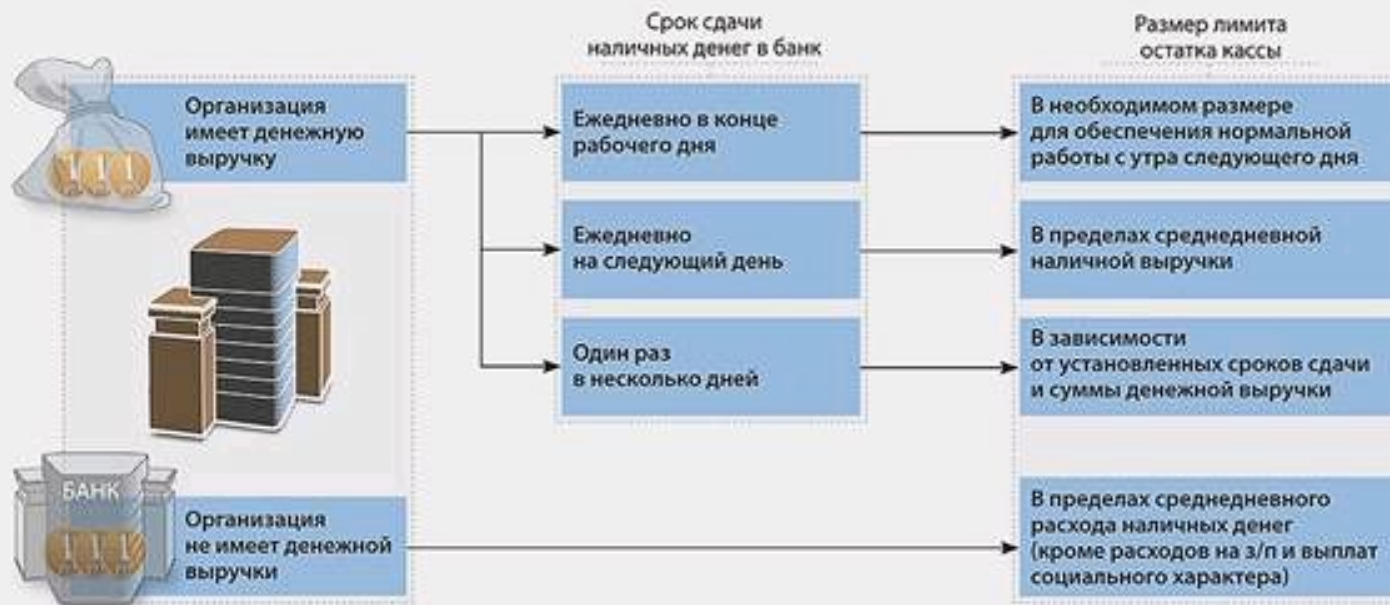 Срок сдачи
наличных денег в банк
Размер лимита
остатка кассы
Организация
имеет денежную
выручку
111
Ежедневно в конце
рабочего дня
В необходимом размере
для обеспечения нормальной
работы с утра следующего дня
Ежедневно
на следующий день
В пределах среднедневной
наличной выручки
Один раз
в несколько дней
В зависимости
от установленных сроков сдачи
и суммы денежной выручки
БАНК
111
Организация
не имеет денежной
выручки
В пределах среднедневного
расхода наличных денег
(кроме расходов на з/п и выплат
социального характера)